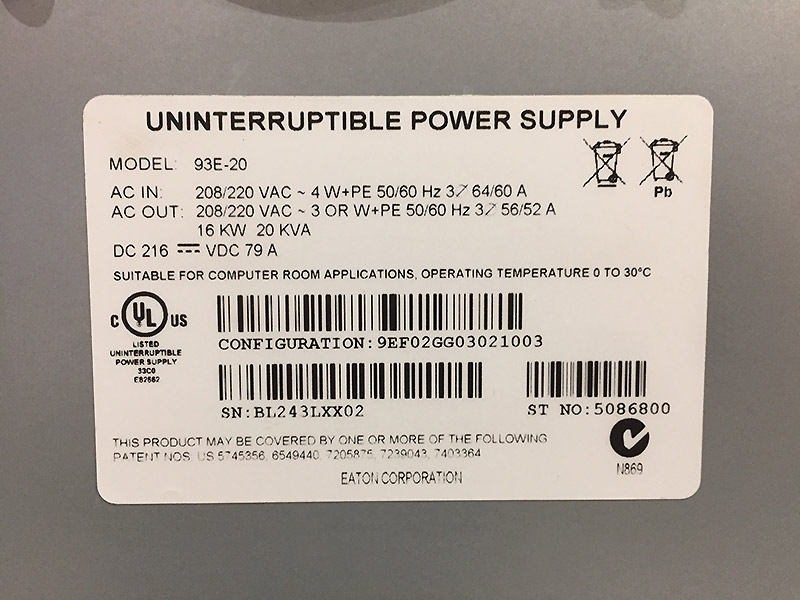 UNINTERRUPTIBLE POWER SUPPLY
MODEL: 93E-20
AC IN: 208/220 VAC ~ 4 W+PE 50/60 Hz 3⌀ 64/60 A
AC OUT: 208/220 VAC ~ 3 OR W+PE 50/60 Hz 3⌀ 56/52 A
16 KW 20 KVA
DC 216 ⎓ VDC 79 A
Pb
SUITABLE FOR COMPUTER ROOM APPLICATIONS, OPERATING TEMPERATURE 0 TO 30°C
C UL US
LISTED
UNINTERRUPTIBLE
POWER SUPPLY
33C0
E82662
CONFIGURATION: 9EF02GG03021003
SN: BL243LXX02
ST NO: 5086800
THIS PRODUCT MAY BE COVERED BY ONE OR MORE OF THE FOLLOWING
PATENT NOS. US 5745356, 6549440, 7205875, 7239043, 7403364
N869
EATON CORPORATION